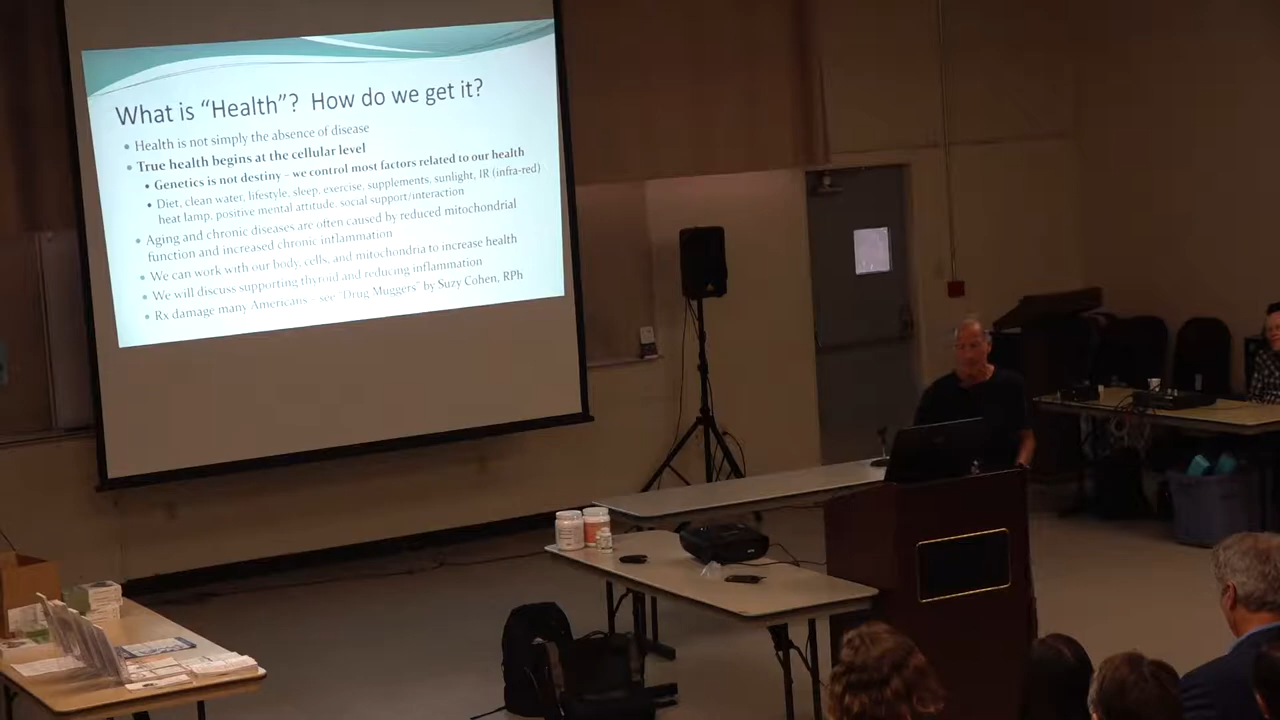 What is “Health”? How do we get it?
• Health is not simply the absence of disease
• True health begins at the cellular level
• Genetics is not destiny – we control most factors related to our health
• Diet, clean water, lifestyle, sleep, exercise, supplements, sunlight, IR (infra-red)
heat lamp, positive mental attitude, social support/interaction
• Aging and chronic diseases are often caused by reduced mitochondrial
function and increased chronic inflammation
• We can work with our body, cells, and mitochondria to increase health
• We will discuss supporting thyroid and reducing inflammation
• Rx damage many Americans – see “Drug Muggers” by Suzy Cohen, RPh